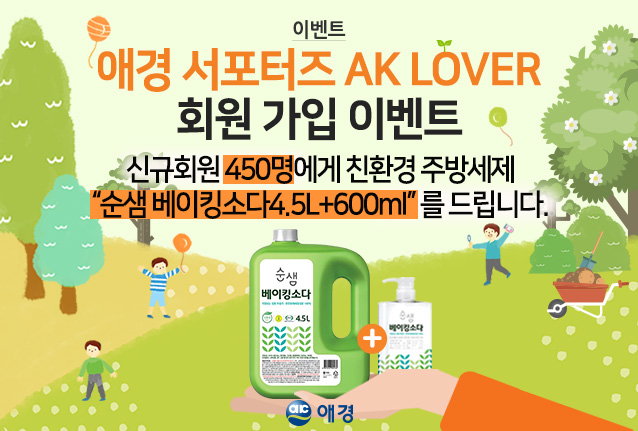 이벤트
애경 서포터즈 AK LOVER
회원 가입 이벤트
신규회원 450명에게 친환경 주방세제
“순샘 베이킹소다4.5L+600ml” 를 드립니다.
순샘
베이킹소다
4.5L
+
순샘
베이킹소다
애경